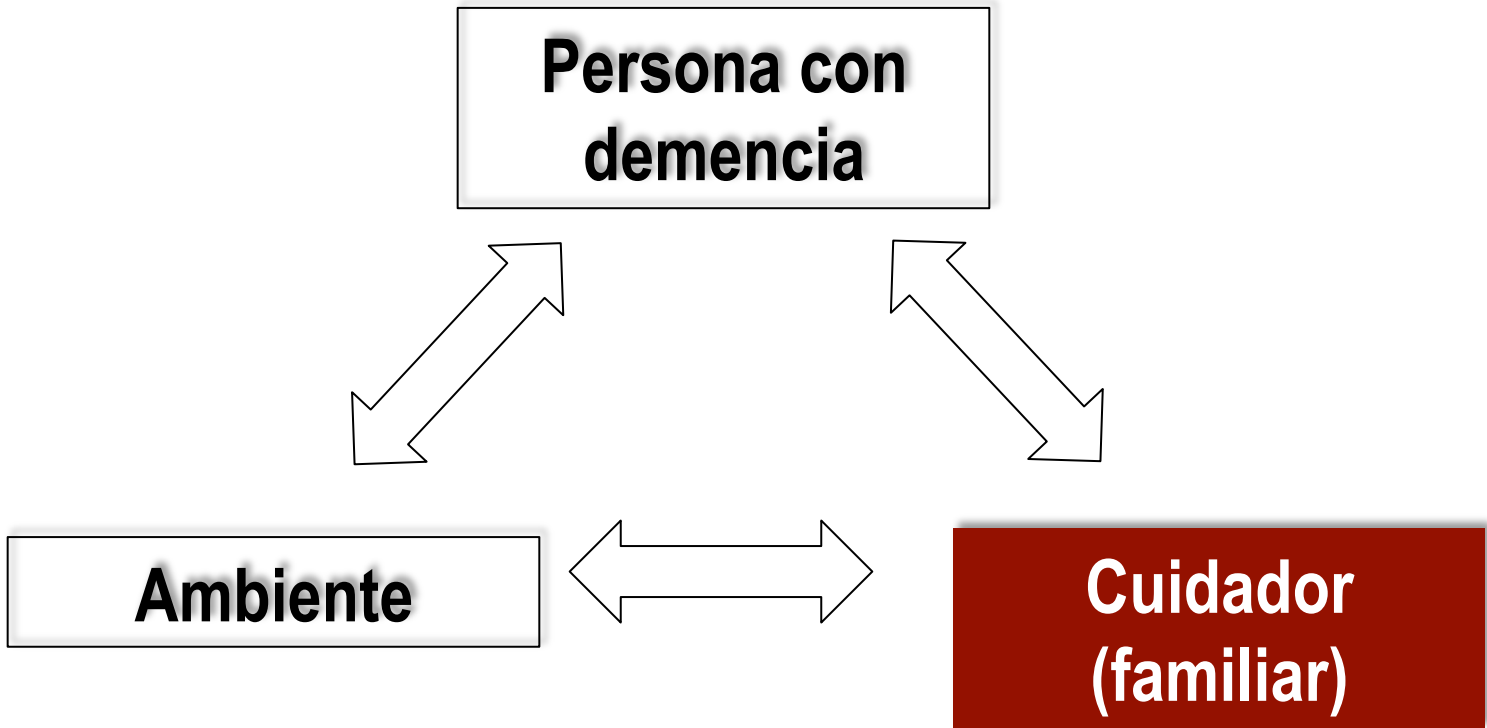 Persona con
demencia
Ambiente
Cuidador
(familiar)